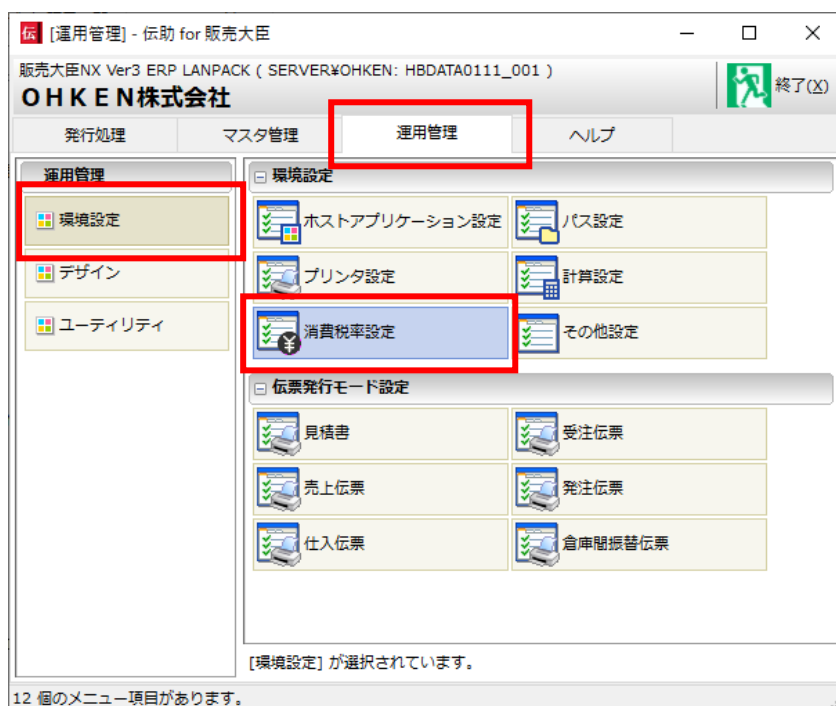 伝 [運用管理] - 伝助 for 販売大臣
販売大臣NX Ver3 ERP LANPACK ( SERVER¥OHKEN: HBDATA0111_001 )
OHKEN株式会社
終了(X)
発行処理 マスタ管理 運用管理 ヘルプ
運用管理
環境設定
デザイン
ユーティリティ
環境設定
ホストアプリケーション設定 パス設定
プリンタ設定 計算設定
消費税率設定 その他設定
伝票発行モード設定
見積書 受注伝票
売上伝票 発注伝票
仕入伝票 倉庫間振替伝票
[環境設定] が選択されています。
12 個のメニュー項目があります。